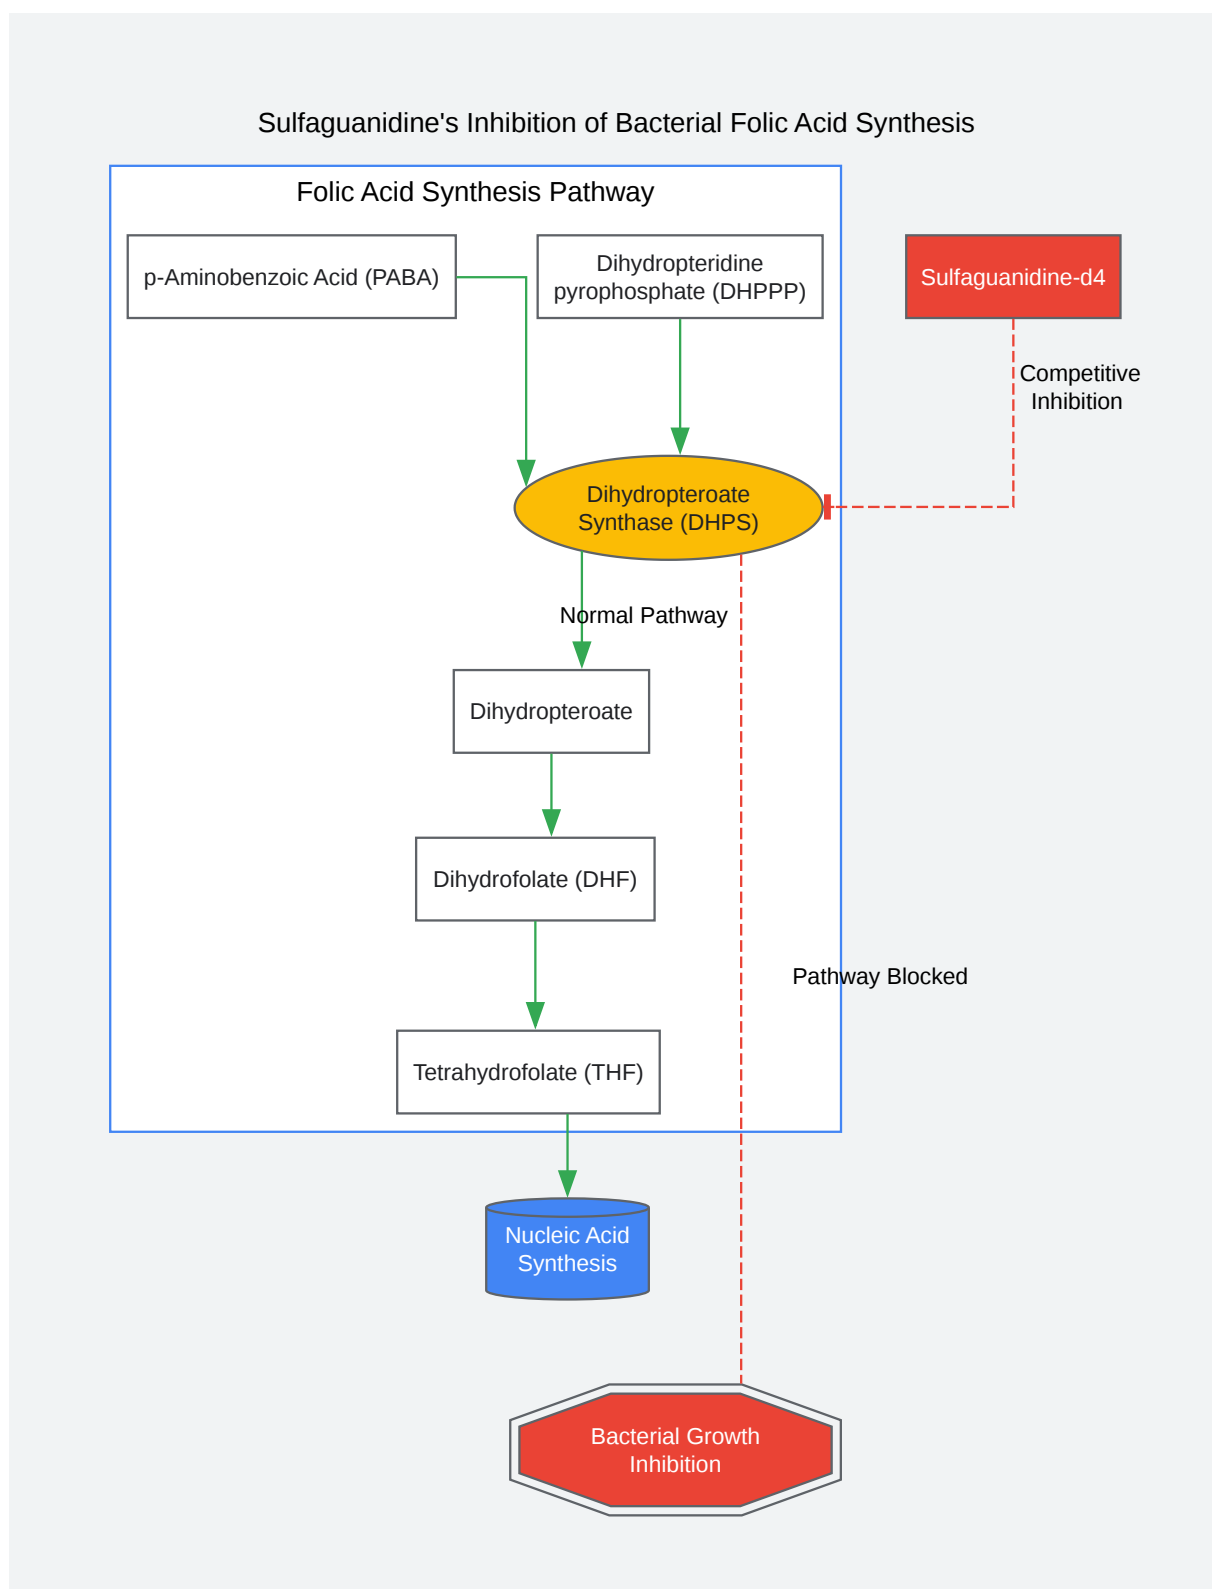 Sulfaguanidine's Inhibition of Bacterial Folic Acid Synthesis
Folic Acid Synthesis Pathway
p-Aminobenzoic Acid (PABA)
Dihydropteridine
pyrophosphate (DHPPP)
Sulfaguanidine-d4
Competitive
Inhibition
Dihydropteroate
Synthase (DHPS)
Normal Pathway
Dihydropteroate
Dihydrofolate (DHF)
Pathway Blocked
Tetrahydrofolate (THF)
Nucleic Acid
Synthesis
Bacterial Growth
Inhibition